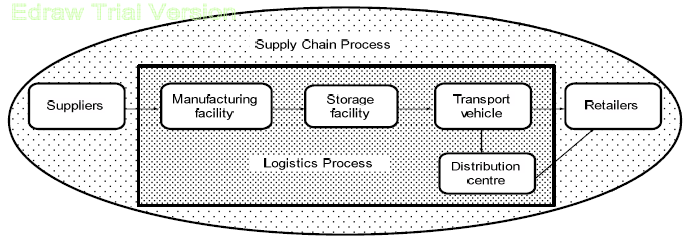 Edraw Trial Version
Supply Chain Process
Suppliers
Manufacturing
facility
Storage
facility
Transport
vehicle
Retailers
Logistics Process
Distribution
centre